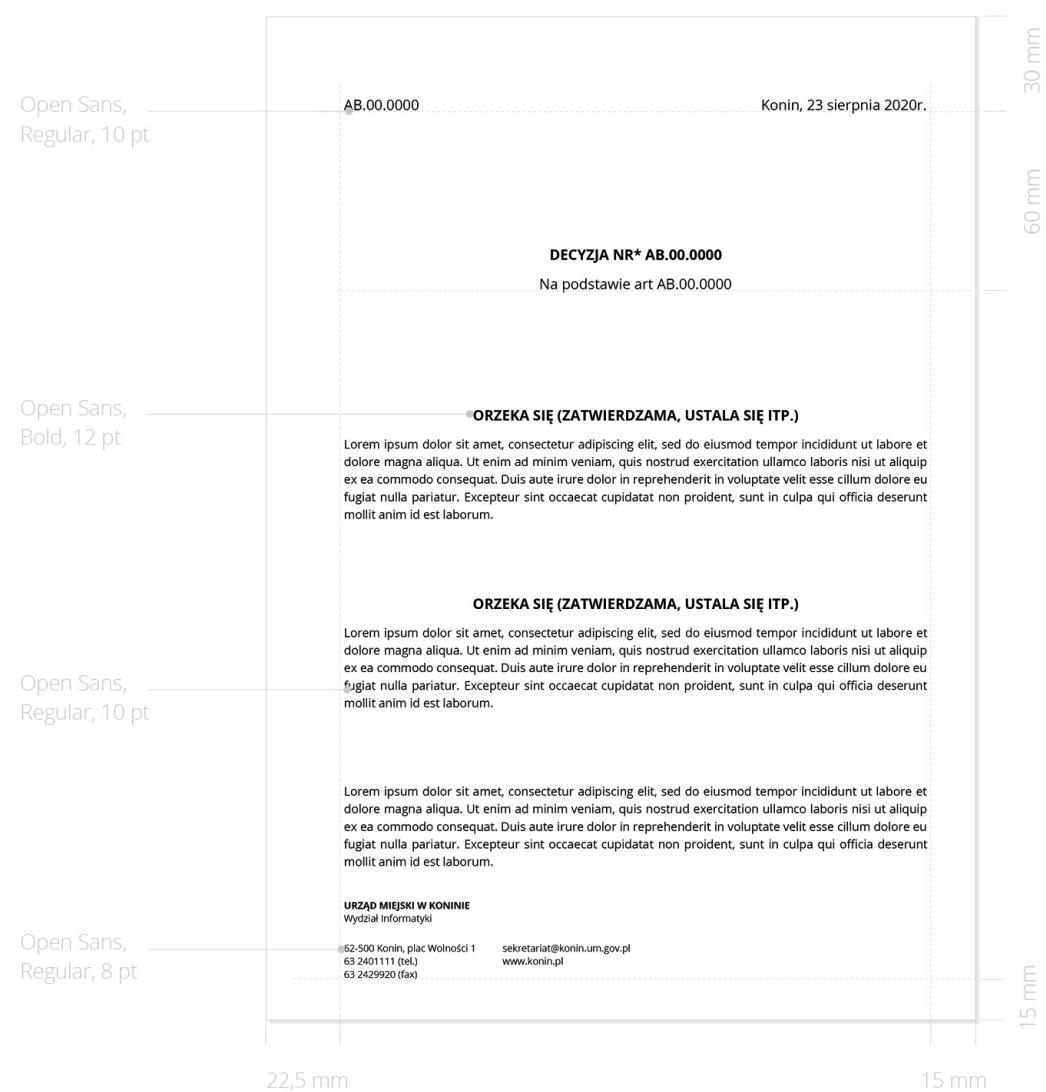 30 mm
Open Sans,
Regular, 10 pt
AB.00.0000
Konin, 23 sierpnia 2020r.
60 mm
DECYZJA NR* AB.00.0000
Na podstawie art AB.00.0000
Open Sans,
Bold, 12 pt
ORZEKA SIĘ (ZATWIERDZAMA, USTALA SIĘ ITP.)
Lorem ipsum dolor sit amet, consectetur adipiscing elit, sed do eiusmod tempor incididunt ut labore et
dolore magna aliqua. Ut enim ad minim veniam, quis nostrud exercitation ullamco laboris nisi ut aliquip
ex ea commodo consequat. Duis aute irure dolor in reprehenderit in voluptate velit esse cillum dolore eu
fugiat nulla pariatur. Excepteur sint occaecat cupidatat non proident, sunt in culpa qui officia deserunt
mollit anim id est laborum.
ORZEKA SIĘ (ZATWIERDZAMA, USTALA SIĘ ITP.)
Lorem ipsum dolor sit amet, consectetur adipiscing elit, sed do eiusmod tempor incididunt ut labore et
dolore magna aliqua. Ut enim ad minim veniam, quis nostrud exercitation ullamco laboris nisi ut aliquip
ex ea commodo consequat. Duis aute irure dolor in reprehenderit in voluptate velit esse cillum dolore eu
fugiat nulla pariatur. Excepteur sint occaecat cupidatat non proident, sunt in culpa qui officia deserunt
mollit anim id est laborum.
Open Sans,
Regular, 10 pt
Lorem ipsum dolor sit amet, consectetur adipiscing elit, sed do eiusmod tempor incididunt ut labore et
dolore magna aliqua. Ut enim ad minim veniam, quis nostrud exercitation ullamco laboris nisi ut aliquip
ex ea commodo consequat. Duis aute irure dolor in reprehenderit in voluptate velit esse cillum dolore eu
fugiat nulla pariatur. Excepteur sint occaecat cupidatat non proident, sunt in culpa qui officia deserunt
mollit anim id est laborum.
URZĄD MIEJSKI W KONINIE
Wydział Informatyki
Open Sans,
Regular, 8 pt
62-500 Konin, plac Wolności 1
63 2401111 (tel.)
63 2429920 (fax)
sekretariat@konin.um.gov.pl
www.konin.pl
15 mm
22,5 mm
15 mm